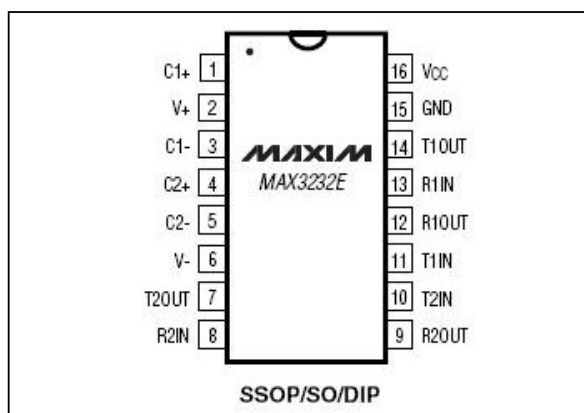 C1+ 1
V+ 2
C1- 3
C2+ 4
C2- 5
V- 6
T2OUT 7
R2IN 8
MAXIM
MAX3232E
16 VCC
15 GND
14 T1OUT
13 R1IN
12 R1OUT
11 T1IN
10 T2IN
9 R2OUT
SSOP/SO/DIP